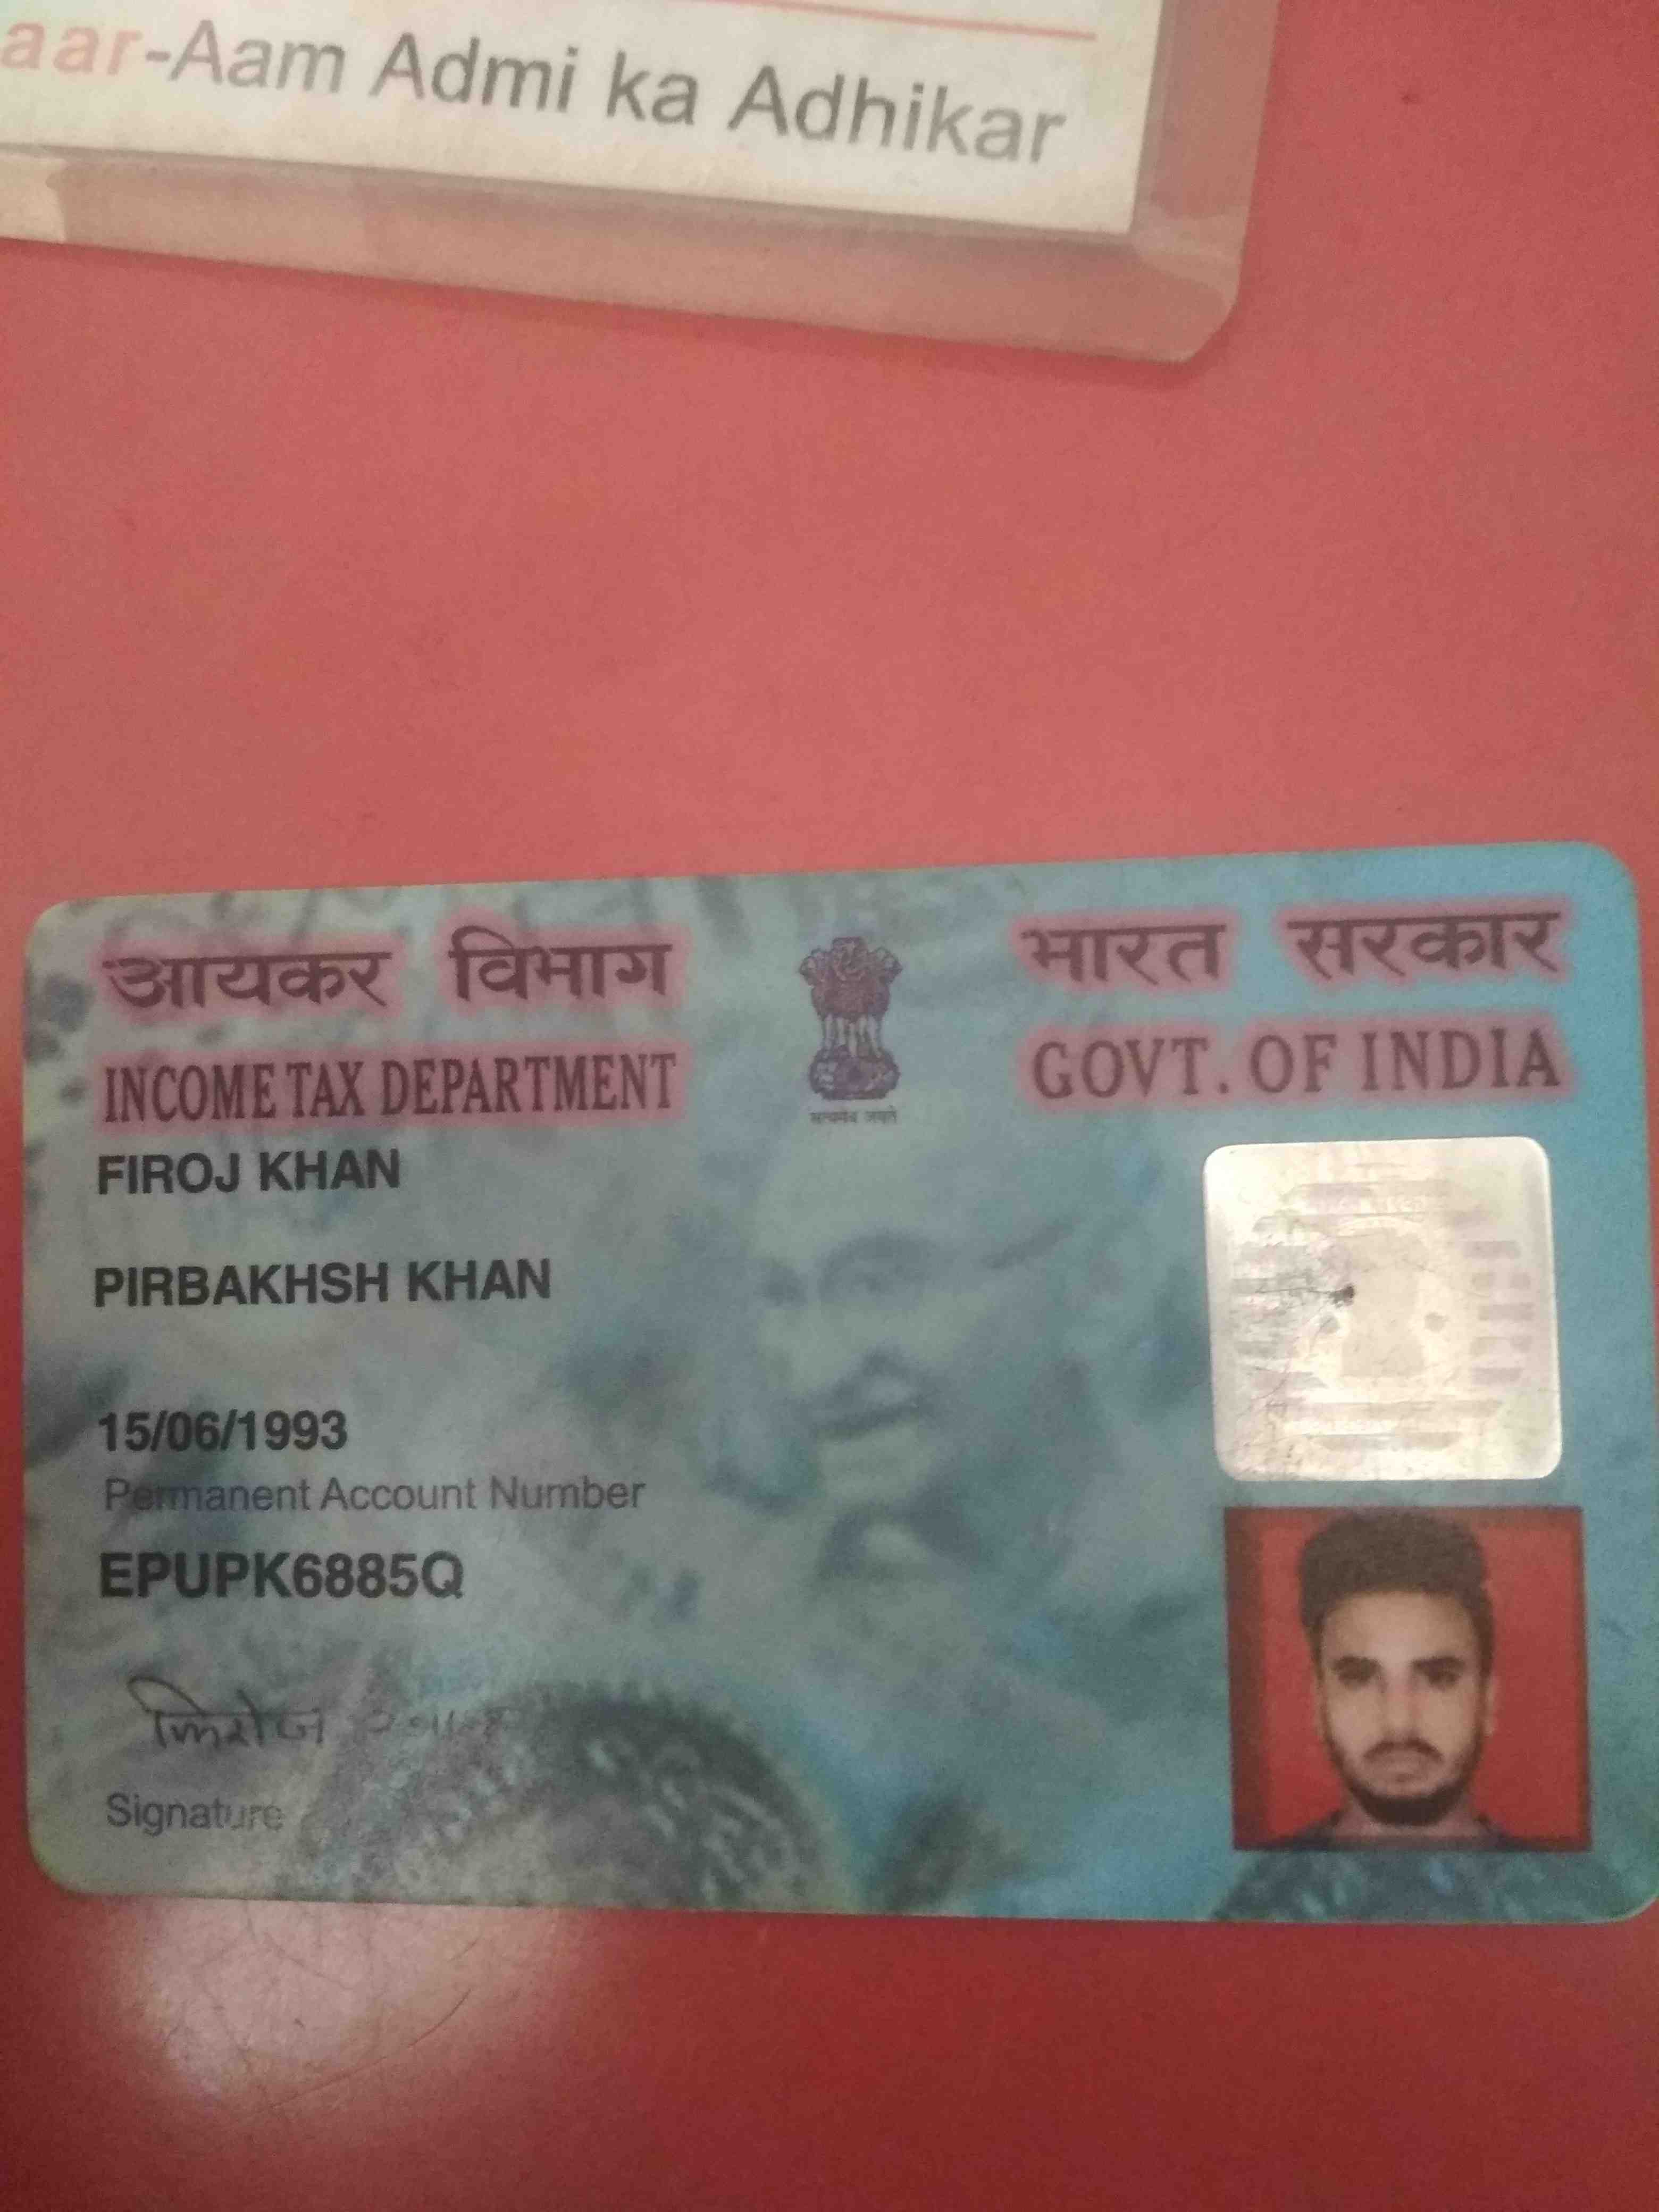 aar-Aam Admi ka Adhikar
आयकर विभाग
INCOME TAX DEPARTMENT
सत्यमेव जयते
भारत सरकार
GOVT. OF INDIA
FIROJ KHAN
PIRBAKHSH KHAN
15/06/1993
Permanent Account Number
EPUPK6885Q
फिरोज
Signature